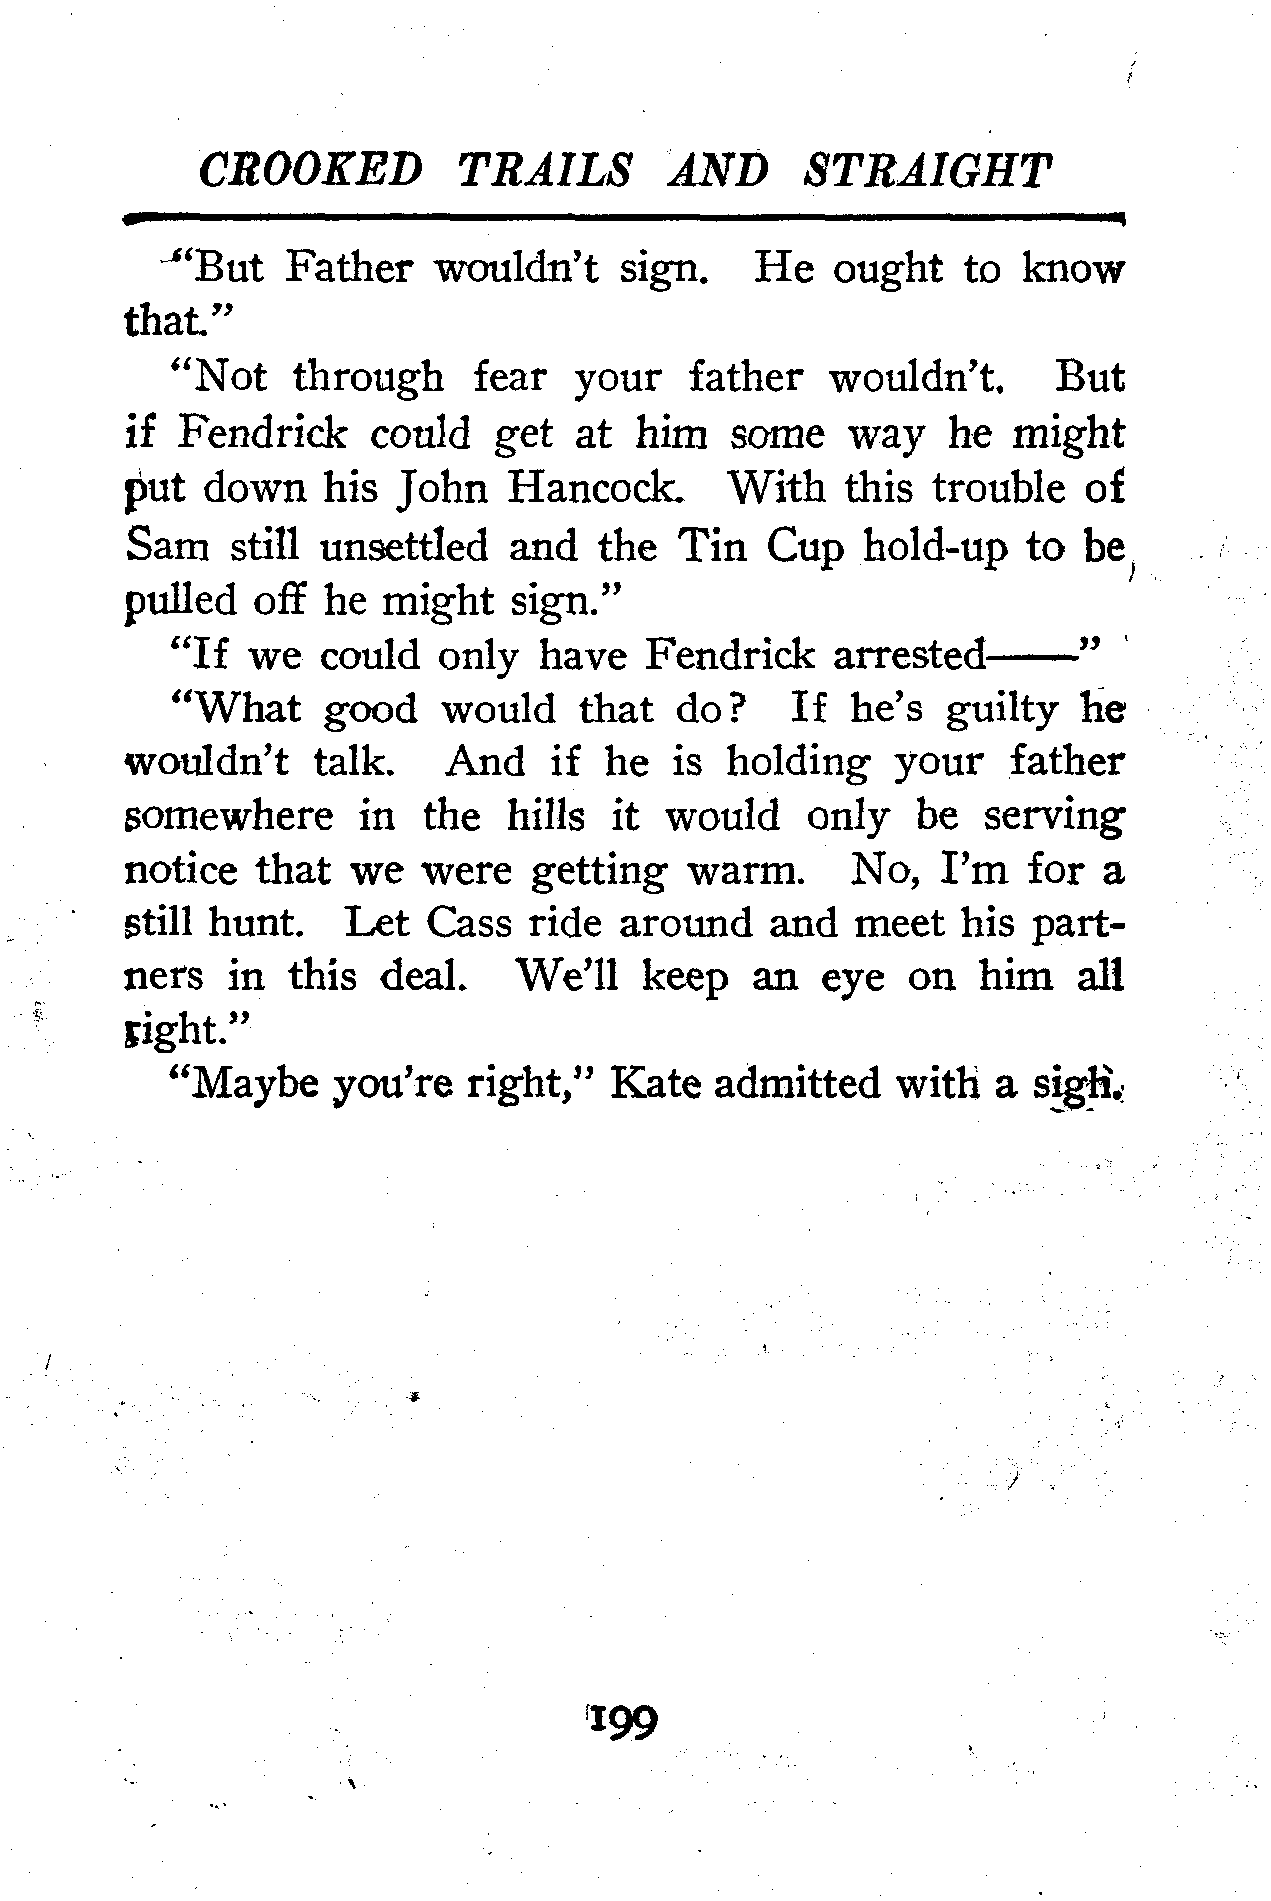 CROOKED TRAILS AND STRAIGHT
“But Father wouldn’t sign. He ought to know
that.”
“Not through fear your father wouldn’t. But
if Fendrick could get at him some way he might
put down his John Hancock. With this trouble of
Sam still unsettled and the Tin Cup hold-up to be
pulled off he might sign.”
“If we could only have Fendrick arrested——”
“What good would that do? If he’s guilty he
wouldn’t talk. And if he is holding your father
somewhere in the hills it would only be serving
notice that we were getting warm. No, I’m for a
still hunt. Let Cass ride around and meet his part-
ners in this deal. We’ll keep an eye on him all
right.”
“Maybe you’re right,” Kate admitted with a sigh.
199